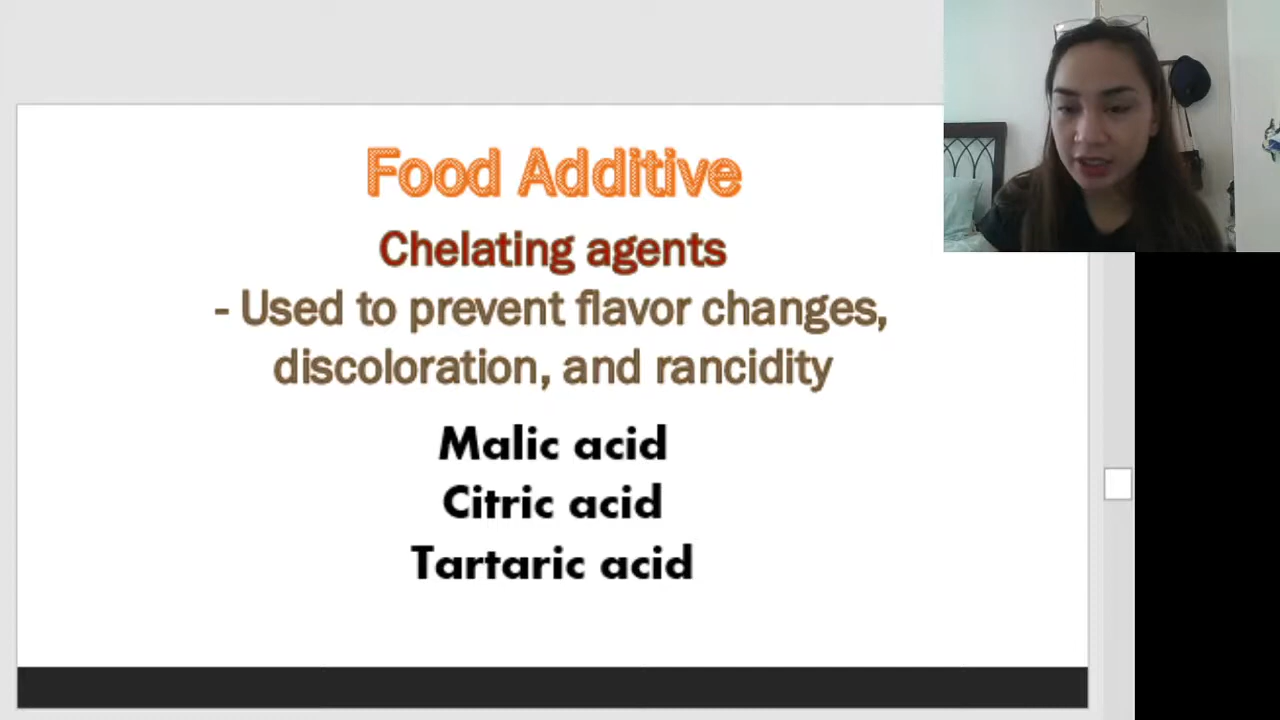 Food Additive
Chelating agents
- Used to prevent flavor changes,
discoloration, and rancidity
Malic acid
Citric acid
Tartaric acid